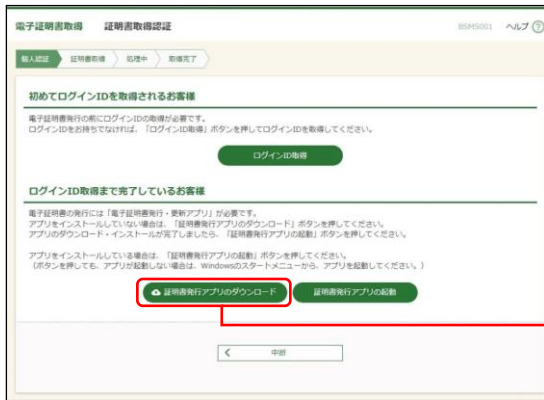 電子証明書取得 証明書取得認証 BSMS001 ヘルプ ?
個人認証 証明書取得 処理中 取得完了
初めてログインIDを取得されるお客様
電子証明書発行の前にログインIDの取得が必要です。
ログインIDをお持ちでなければ、「ログインID取得」ボタンを押してログインIDを取得してください。
ログインID取得
ログインID取得まで完了しているお客様
電子証明書の発行には「電子証明書発行・更新アプリ」が必要です。
アプリをインストールしていない場合は、「証明書発行アプリのダウンロード」ボタンを押してください。
アプリのダウンロード・インストールが完了しましたら、「証明書発行アプリの起動」ボタンを押してください。
アプリをインストールしている場合は、「証明書発行アプリの起動」ボタンを押してください。
（ボタンを押しても、アプリが起動しない場合は、Windowsのスタートメニューから、アプリを起動してください。）
証明書発行アプリのダウンロード 証明書発行アプリの起動
中断